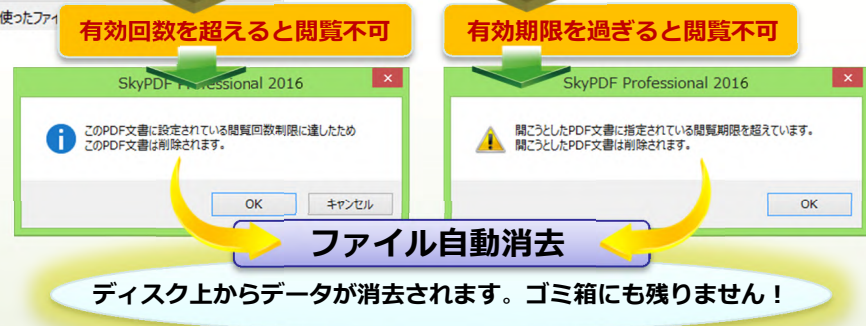 使ったファイ
有効回数を超えると閲覧不可
有効期限を過ぎると閲覧不可
SkyPDF Professional 2016
このPDF文書に設定されている閲覧回数制限に達したため
このPDF文書は削除されます。
OK
キャンセル
SkyPDF Professional 2016
開こうとしたPDF文書に指定されている閲覧期限を超えています。
開こうとしたPDF文書は削除されます。
OK
ファイル自動消去
ディスク上からデータが消去されます。ゴミ箱にも残りません！